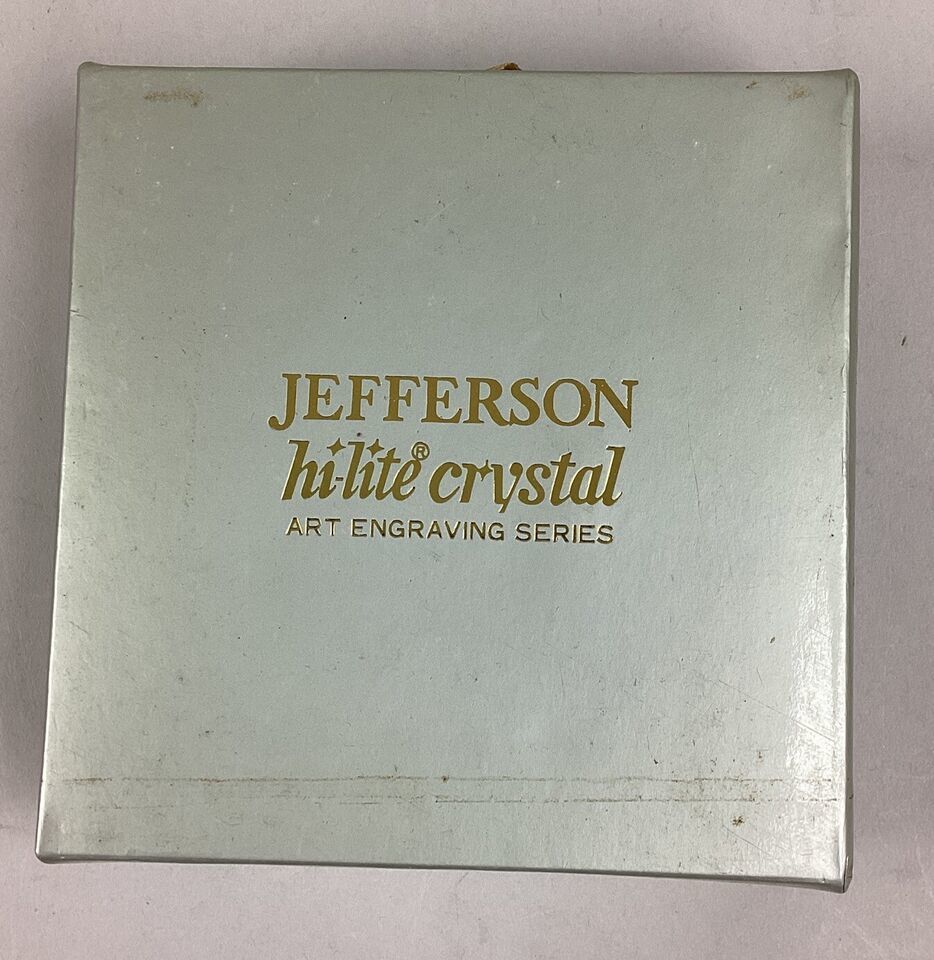 JEFFERSON
hi-lite® crystal
ART ENGRAVING SERIES